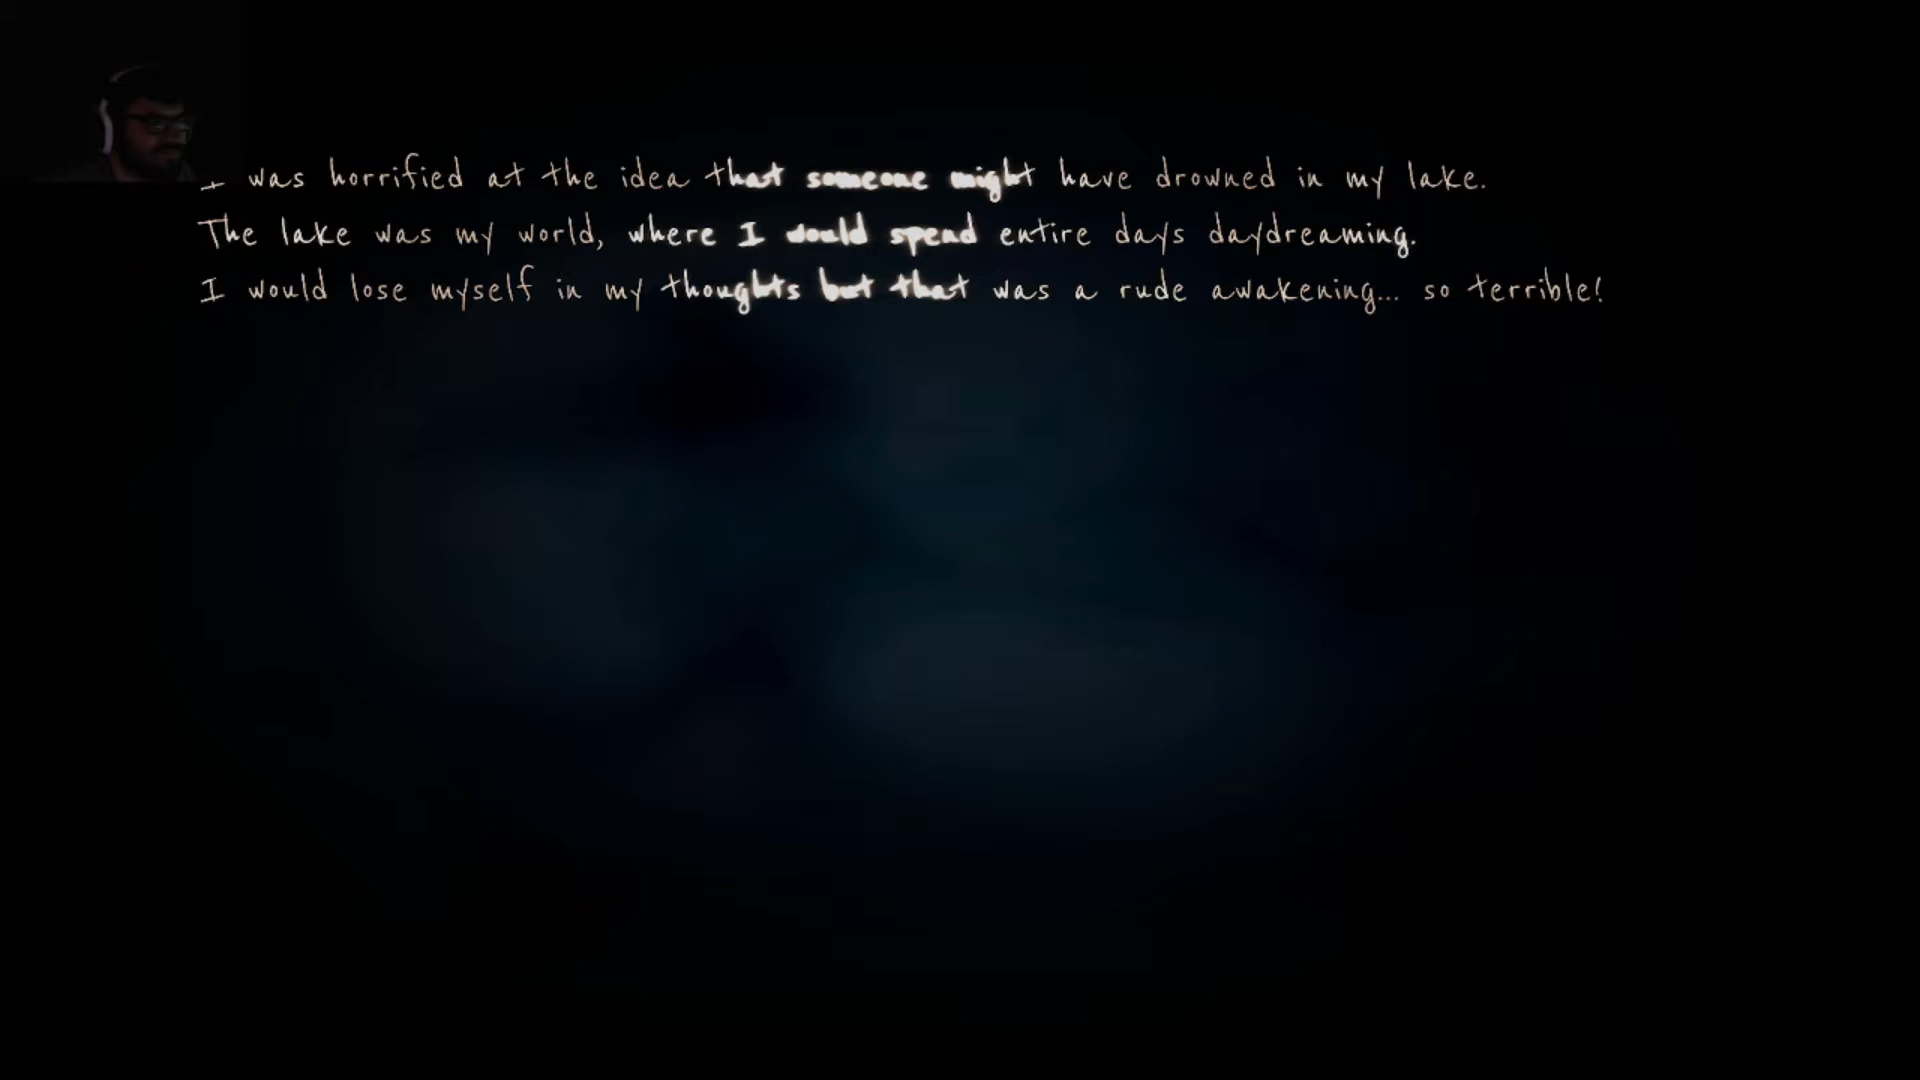 I was horrified at the idea that someone might have drowned in my lake.
The lake was my world, where I would spend entire days daydreaming.
I would lose myself in my thoughts but that was a rude awakening... so terrible!